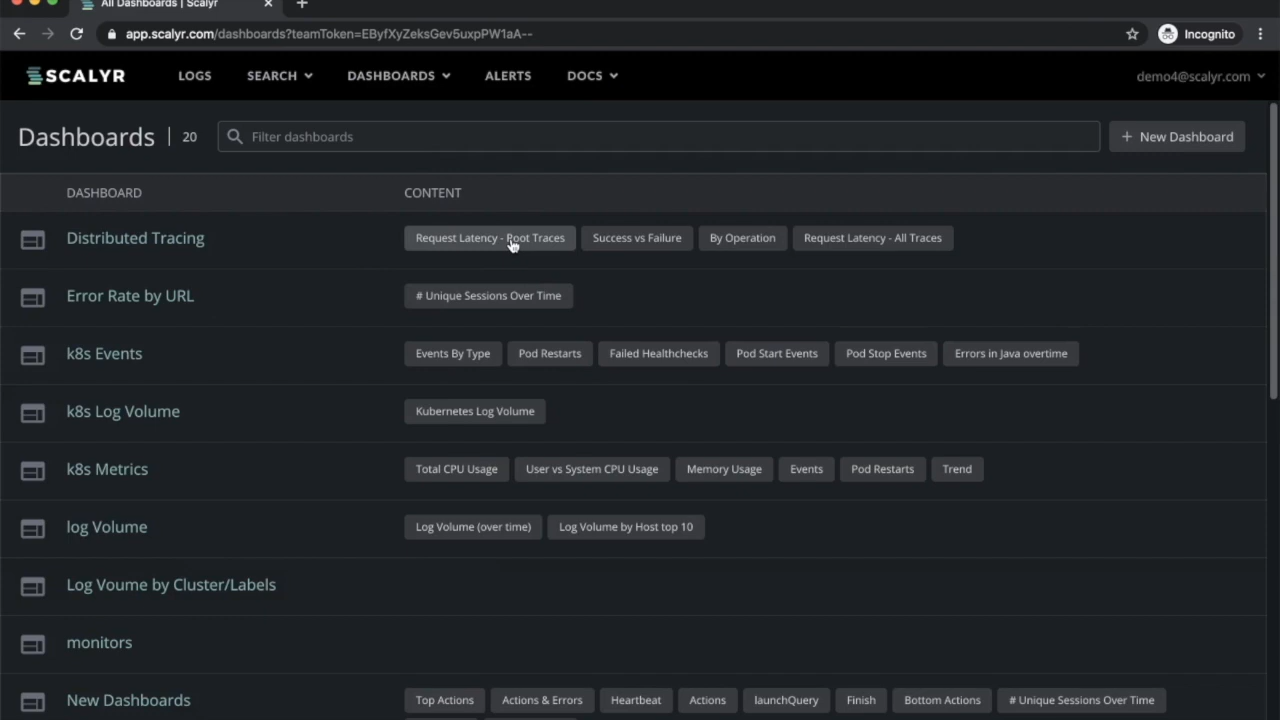 All Dashboards | Scalyr
app.scalyr.com/dashboards?teamToken=EByfXyZeksGev5uxpPW1aA--
Incognito
SCALYR
LOGS
SEARCH
DASHBOARDS
ALERTS
DOCS
demo4@scalyr.com
Dashboards | 20
Filter dashboards
+ New Dashboard
DASHBOARD CONTENT
Distributed Tracing
Request Latency - Root Traces
Success vs Failure
By Operation
Request Latency - All Traces
Error Rate by URL
# Unique Sessions Over Time
k8s Events
Events By Type
Pod Restarts
Failed Healthchecks
Pod Start Events
Pod Stop Events
Errors in Java overtime
k8s Log Volume
Kubernetes Log Volume
k8s Metrics
Total CPU Usage
User vs System CPU Usage
Memory Usage
Events
Pod Restarts
Trend
log Volume
Log Volume (over time)
Log Volume by Host top 10
Log Voume by Cluster/Labels
monitors
New Dashboards
Top Actions
Actions & Errors
Heartbeat
Actions
launchQuery
Finish
Bottom Actions
# Unique Sessions Over Time